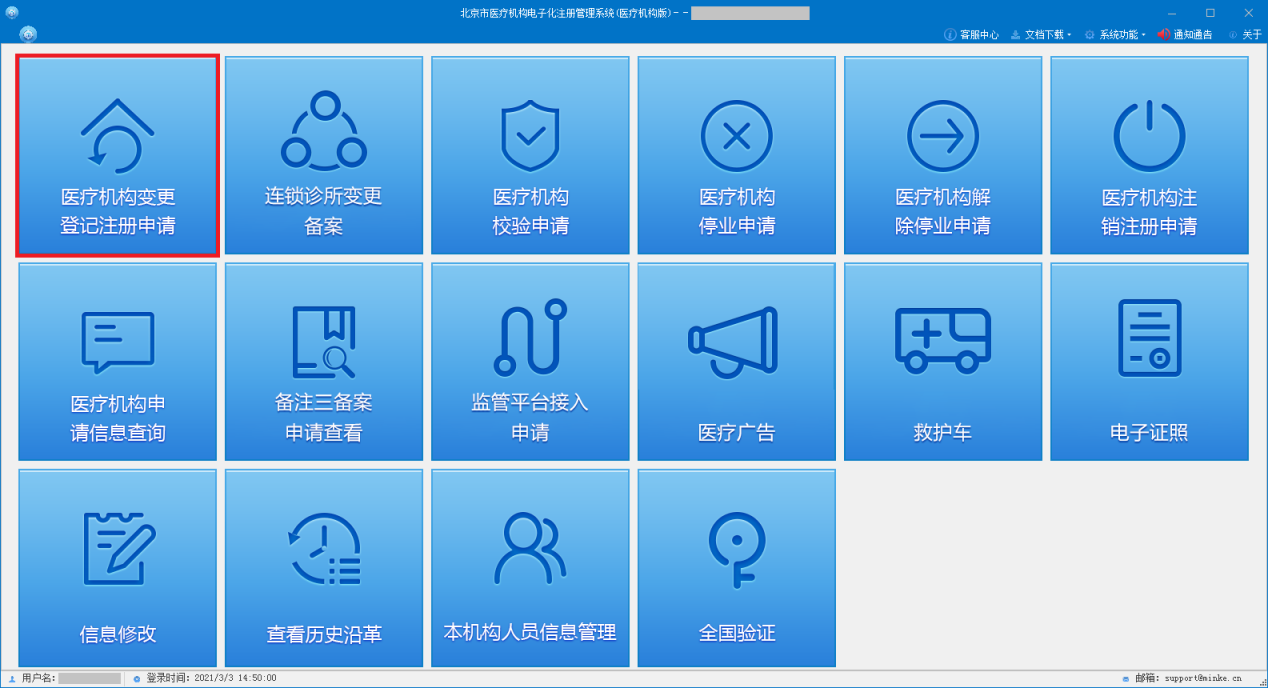 北京市医疗机构电子化注册管理系统(医疗机构版)--
客服中心 文档下载 系统功能 通知通告 关于
医疗机构变更
登记注册申请
连锁诊所变更
备案
医疗机构
校验申请
医疗机构
停业申请
医疗机构解
除停业申请
医疗机构注
销注册申请
医疗机构申
请信息查询
备注三备案
申请查看
监管平台接入
申请
医疗广告
救护车
电子证照
信息修改
查看历史沿革
本机构人员信息管理
全国验证
用户名: 登录时间: 2021/3/3 14:50:00 邮箱: support@minke.cn